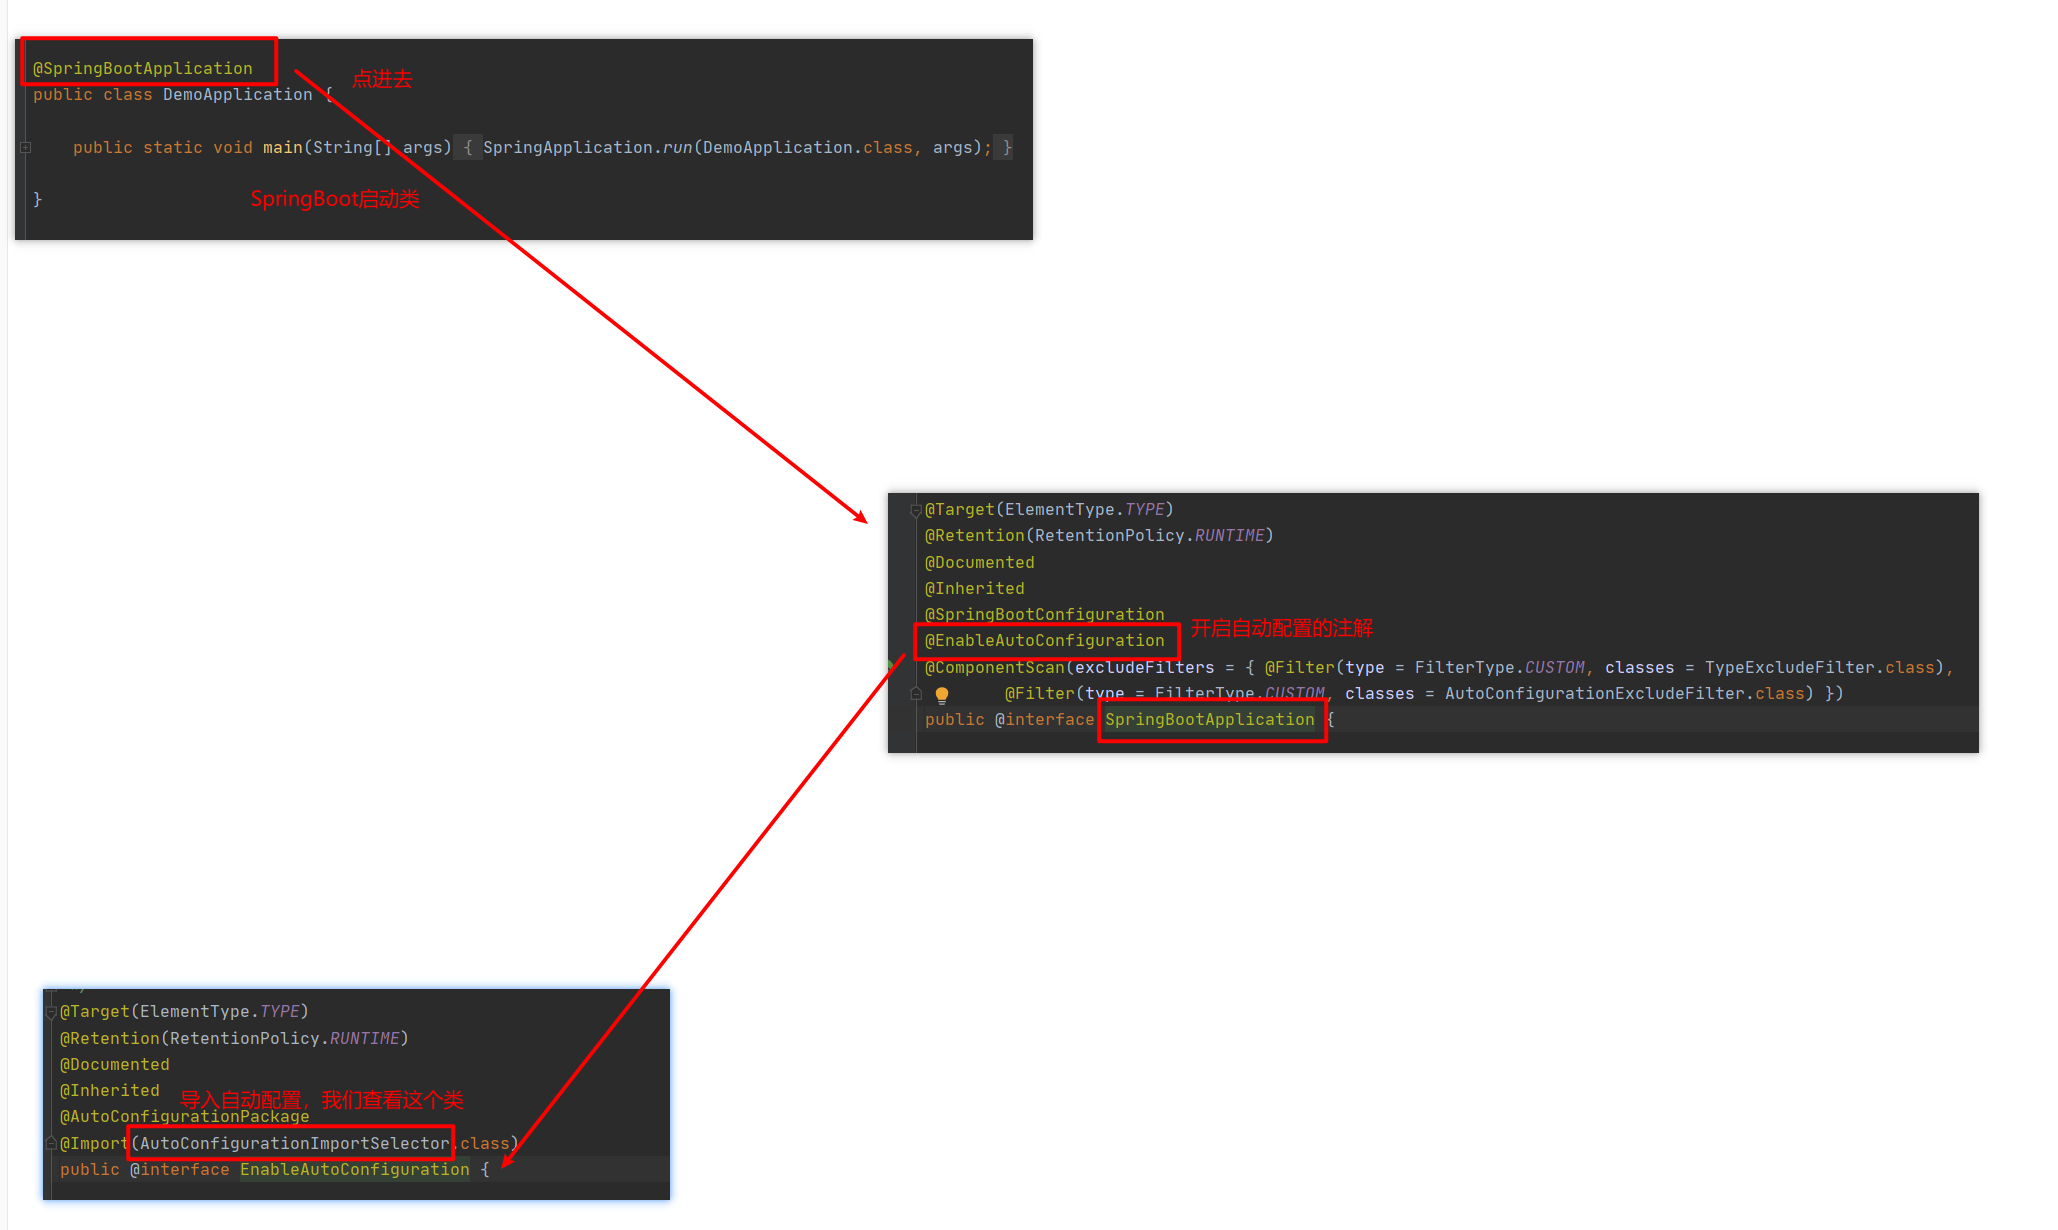 @SpringBootApplication
点进去
public class DemoApplication {
public static void main(String[] args) { SpringApplication.run(DemoApplication.class, args); }
SpringBoot启动类
}
@Target(ElementType.TYPE)
@Retention(RetentionPolicy.RUNTIME)
@Documented
@Inherited
@SpringBootConfiguration
开启自动配置的注解
@EnableAutoConfiguration
@ComponentScan(excludeFilters = { @Filter(type = FilterType.CUSTOM, classes = TypeExcludeFilter.class),
@Filter(type = FilterType.CUSTOM, classes = AutoConfigurationExcludeFilter.class) })
public @interface SpringBootApplication {
@Target(ElementType.TYPE)
@Retention(RetentionPolicy.RUNTIME)
@Documented
@Inherited
导入自动配置，我们查看这个类
@AutoConfigurationPackage
@Import(AutoConfigurationImportSelector.class)
public @interface EnableAutoConfiguration {